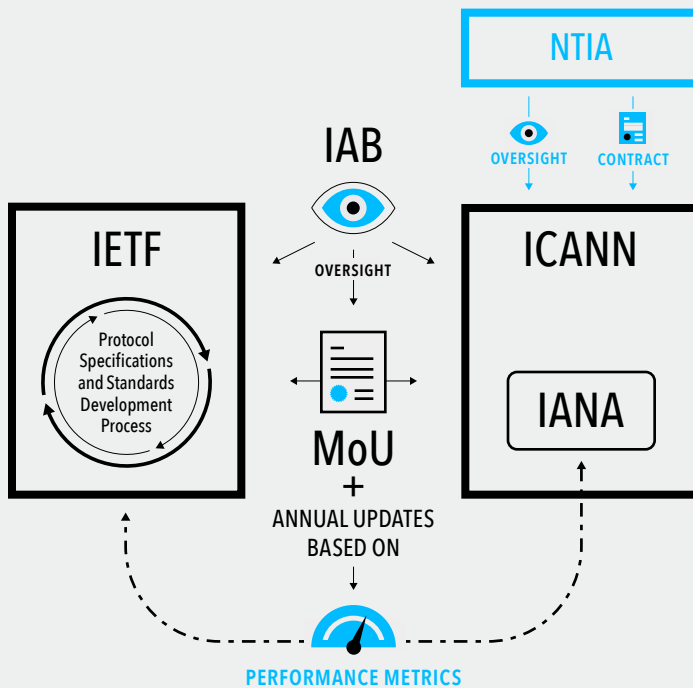 NTIA
OVERSIGHT
CONTRACT
IAB
OVERSIGHT
IETF
Protocol
Specifications
and Standards
Development
Process
ICANN
IANA
MoU
+
ANNUAL UPDATES
BASED ON
PERFORMANCE METRICS